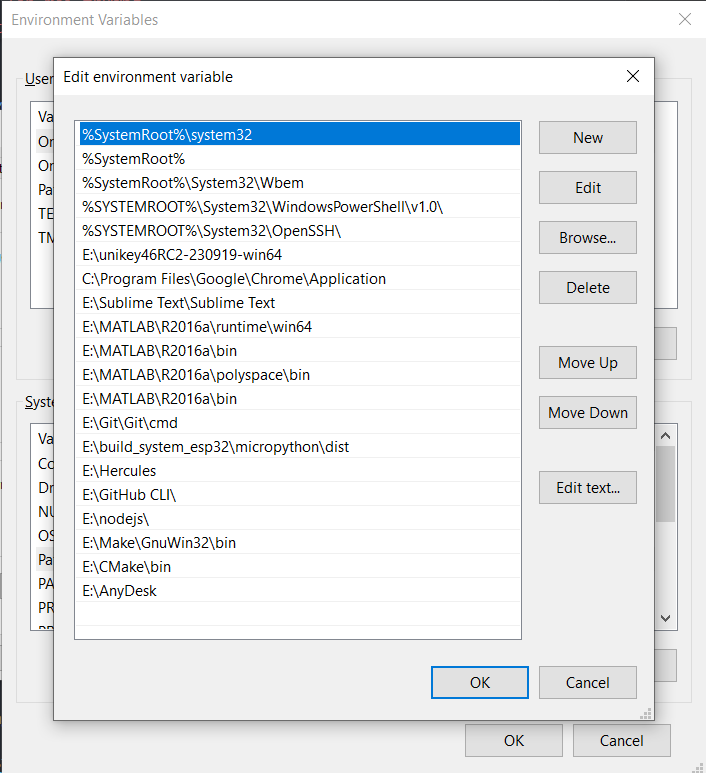 Environment Variables
Edit environment variable
User
Va
Or
Or
Pa
TE
TM
Syste
Va
Co
Dr
NU
OS
Pa
PA
PR
%SystemRoot%\system32
%SystemRoot%
%SystemRoot%\System32\Wbem
%SYSTEMROOT%\System32\WindowsPowerShell\v1.0\
%SYSTEMROOT%\System32\OpenSSH\
E:\unikey46RC2-230919-win64
C:\Program Files\Google\Chrome\Application
E:\Sublime Text\Sublime Text
E:\MATLAB\R2016a\runtime\win64
E:\MATLAB\R2016a\bin
E:\MATLAB\R2016a\polyspace\bin
E:\MATLAB\R2016a\bin
E:\Git\Git\cmd
E:\build_system_esp32\micropython\dist
E:\Hercules
E:\GitHub CLI\
E:\nodejs\
E:\Make\GnuWin32\bin
E:\CMake\bin
E:\AnyDesk
New
Edit
Browse...
Delete
Move Up
Move Down
Edit text...
OK
Cancel
OK
Cancel